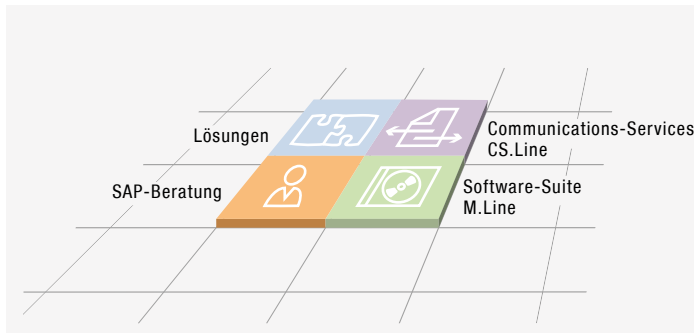 Lösungen
Communications-Services
CS.Line
SAP-Beratung
Software-Suite
M.Line